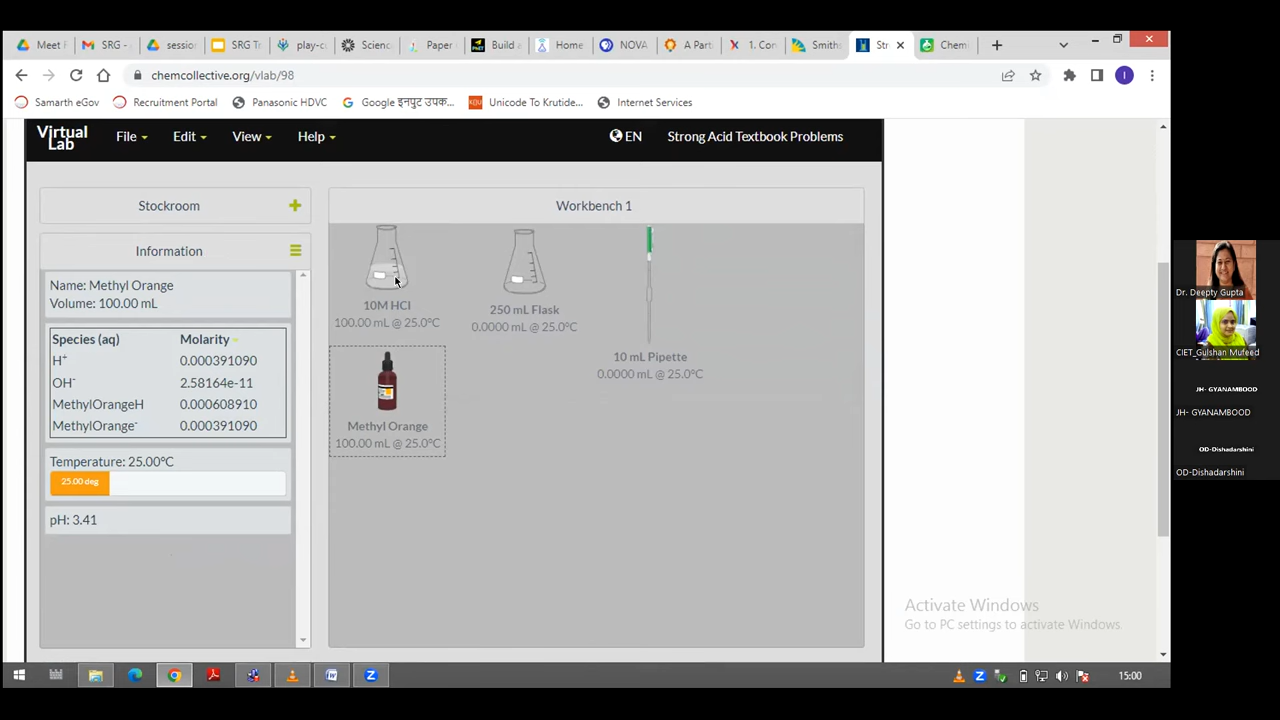 Meet
SRG -
sessio
SRG Tr
play-c
Scienc
Paper
Build a
Home
NOVA
A Parti
1. Con
Smiths
Str
Chemi
chemcollective.org/vlab/98
Samarth eGov
Recruitment Portal
Panasonic HDVC
Google इनपुट उपक...
Unicode To Krutide...
Internet Services
Virtual Lab
File
Edit
View
Help
EN
Strong Acid Textbook Problems
Stockroom
Workbench 1
Information
Name: Methyl Orange
Volume: 100.00 mL
Species (aq) Molarity
H⁺ 0.000391090
OH⁻ 2.58164e-11
MethylOrangeH 0.000608910
MethylOrange⁻ 0.000391090
Temperature: 25.00°C
25.00 deg
pH: 3.41
10M HCl
100.00 mL @ 25.0°C
250 mL Flask
0.0000 mL @ 25.0°C
10 mL Pipette
0.0000 mL @ 25.0°C
Methyl Orange
100.00 mL @ 25.0°C
Activate Windows
Go to PC settings to activate Windows.
15:00
Dr. Deepty Gupta
CIET_Gulshan Mufeed
JH- GYANAMBOOD
JH- GYANAMBOOD
OD-Dishadarshini
OD-Dishadarshini